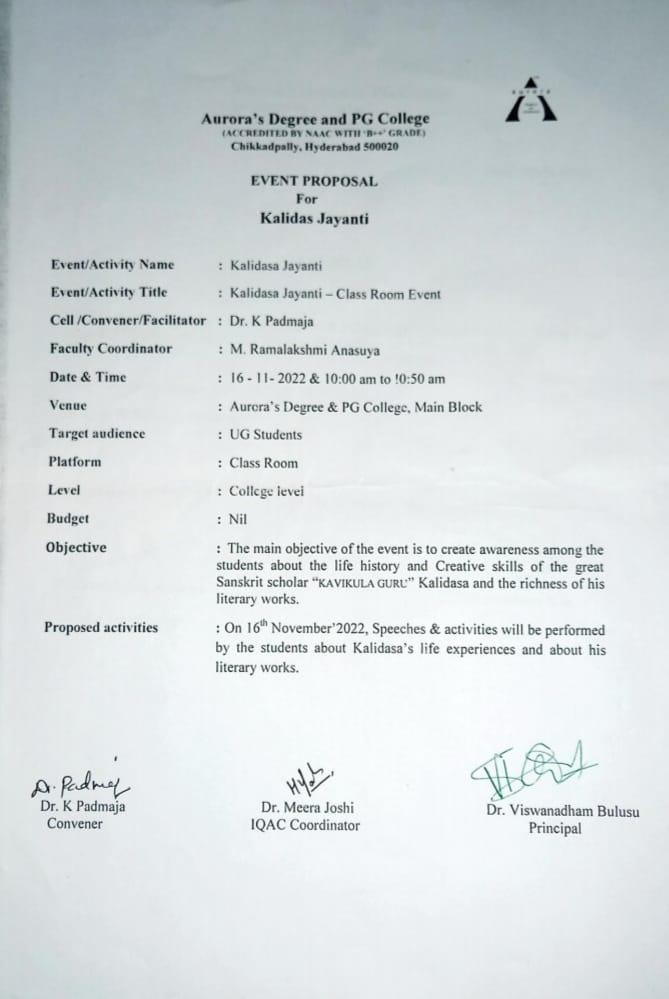 Aurora's Degree and PG College
(ACCREDITED BY NAAC WITH 'B++' GRADE)
Chikkadpally, Hyderabad 500020
EVENT PROPOSAL
For
Kalidas Jayanti
Event/Activity Name : Kalidasa Jayanti
Event/Activity Title : Kalidasa Jayanti – Class Room Event
Cell /Convener/Facilitator : Dr. K Padmaja
Faculty Coordinator : M. Ramalakshmi Anasuya
Date & Time : 16 - 11- 2022 & 10:00 am to !0:50 am
Venue : Aurora's Degree & PG College, Main Block
Target audience : UG Students
Platform : Class Room
Level : College level
Budget : Nil
Objective : The main objective of the event is to create awareness among the
students about the life history and Creative skills of the great
Sanskrit scholar “KAVIKULA GURU” Kalidasa and the richness of his
literary works.
Proposed activities : On 16th November'2022, Speeches & activities will be performed
by the students about Kalidasa's life experiences and about his
literary works.
Dr. K Padmaja
Convener
Dr. Meera Joshi
IQAC Coordinator
Dr. Viswanadham Bulusu
Principal